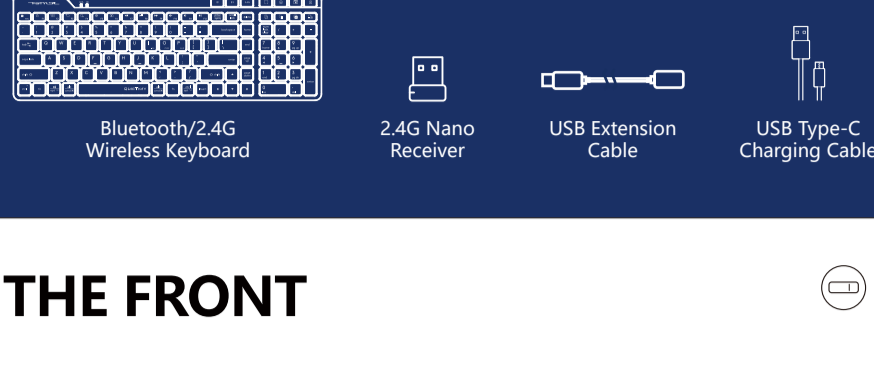 Bluetooth/2.4G
Wireless Keyboard
2.4G Nano
Receiver
USB Extension
Cable
USB Type-C
Charging Cable
THE FRONT